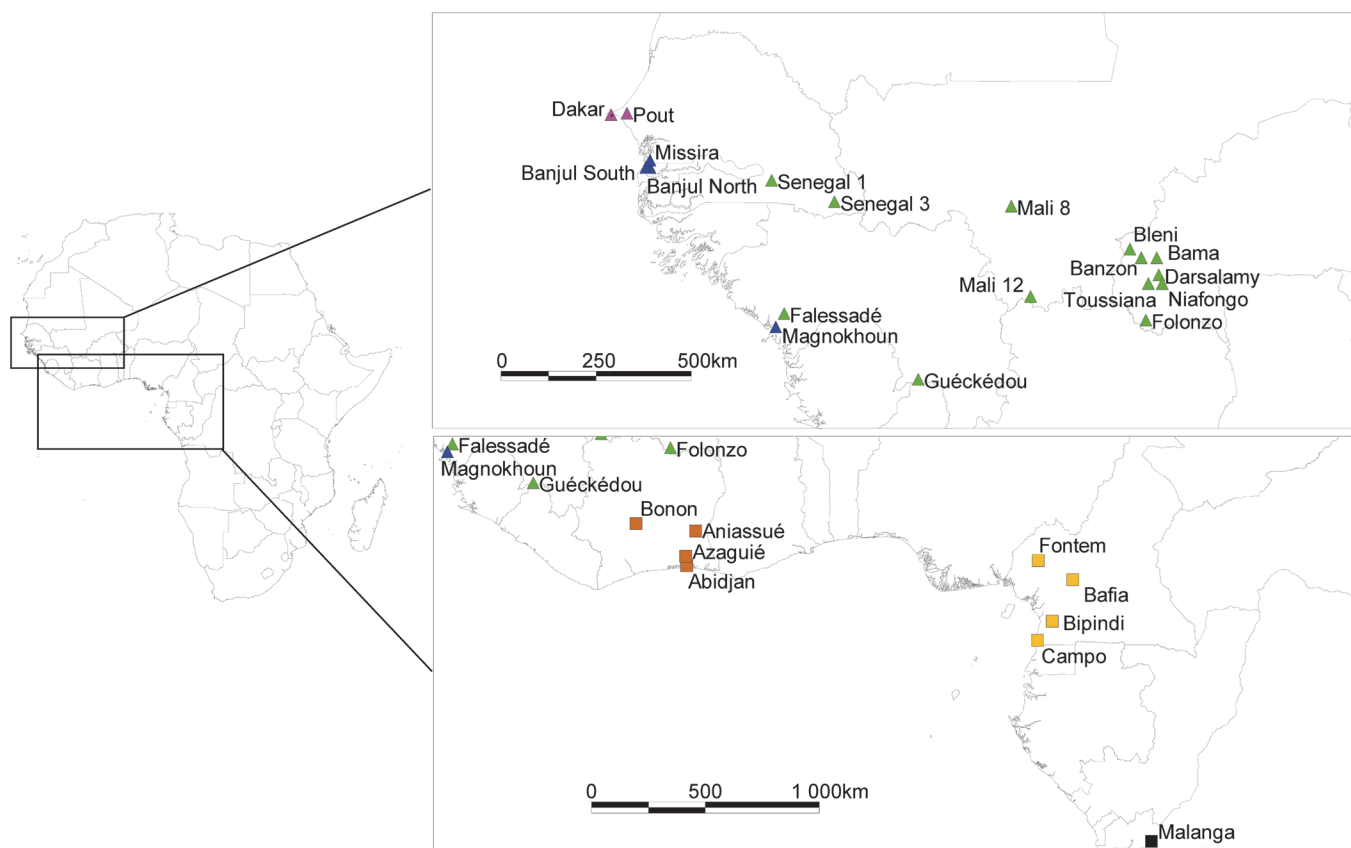 Dakar
Pout
Missira
Banjul South
Banjul North
Senegal 1
Senegal 3
Mali 8
Bleni
Bama
Banzon
Darsalamy
Mali 12
Toussiana
Niafongo
Falessadé
Folonzo
Magnokhoun
0 250 500km
Guéckédou
Falessadé
Folonzo
Magnokhoun
Guéckédou
Bonon
Aniassué
Azaguié
Abidjan
Fontem
Bafia
Bipindi
Campo
0 500 1 000km
Malanga